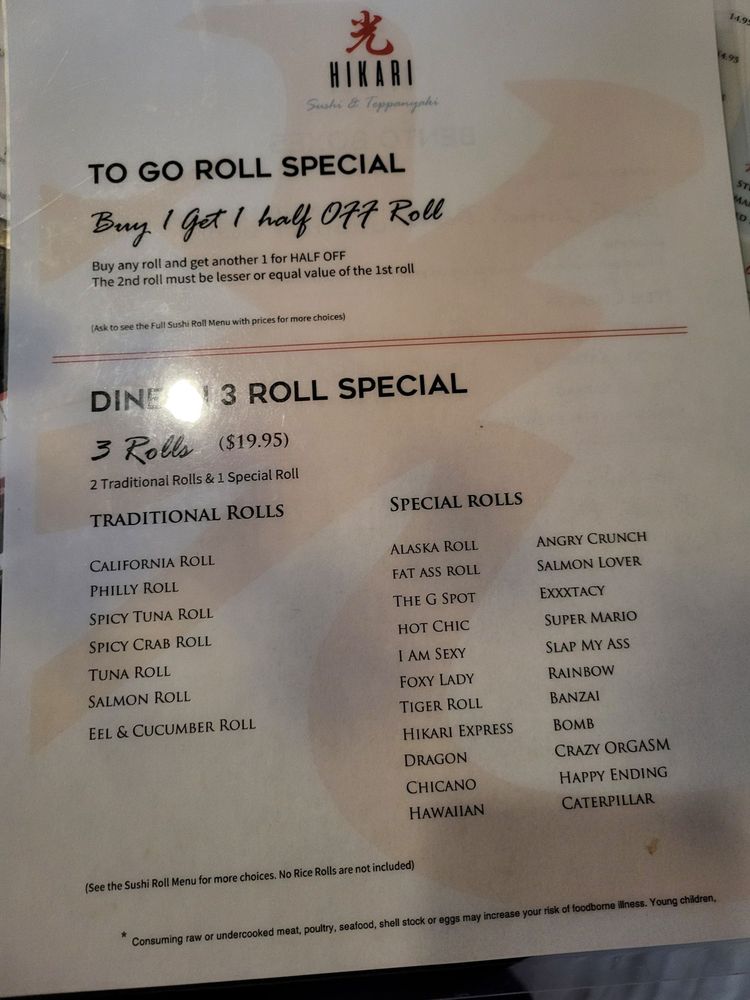 光
HIKARI
Sushi & Teppanyaki
TO GO ROLL SPECIAL
Buy 1 Get 1 half OFF Roll
Buy any roll and get another 1 for HALF OFF
The 2nd roll must be lesser or equal value of the 1st roll
(Ask to see the Full Sushi Roll Menu with prices for more choices)
DINE 3 ROLL SPECIAL
3 Rolls ($19.95)
2 Traditional Rolls & 1 Special Roll
TRADITIONAL ROLLS
CALIFORNIA ROLL
PHILLY ROLL
SPICY TUNA ROLL
SPICY CRAB ROLL
TUNA ROLL
SALMON ROLL
EEL & CUCUMBER ROLL
SPECIAL ROLLS
ALASKA ROLL
FAT ASS ROLL
THE G SPOT
HOT CHIC
I AM SEXY
FOXY LADY
TIGER ROLL
HIKARI EXPRESS
DRAGON
CHICANO
HAWAIIAN
ANGRY CRUNCH
SALMON LOVER
EXXXTACY
SUPER MARIO
SLAP MY ASS
RAINBOW
BANZAI
BOMB
CRAZY ORGASM
HAPPY ENDING
CATERPILLAR
(See the Sushi Roll Menu for more choices. No Rice Rolls are not included)
* Consuming raw or undercooked meat, poultry, seafood, shell stock or eggs may increase your risk of foodborne illness. Young children,